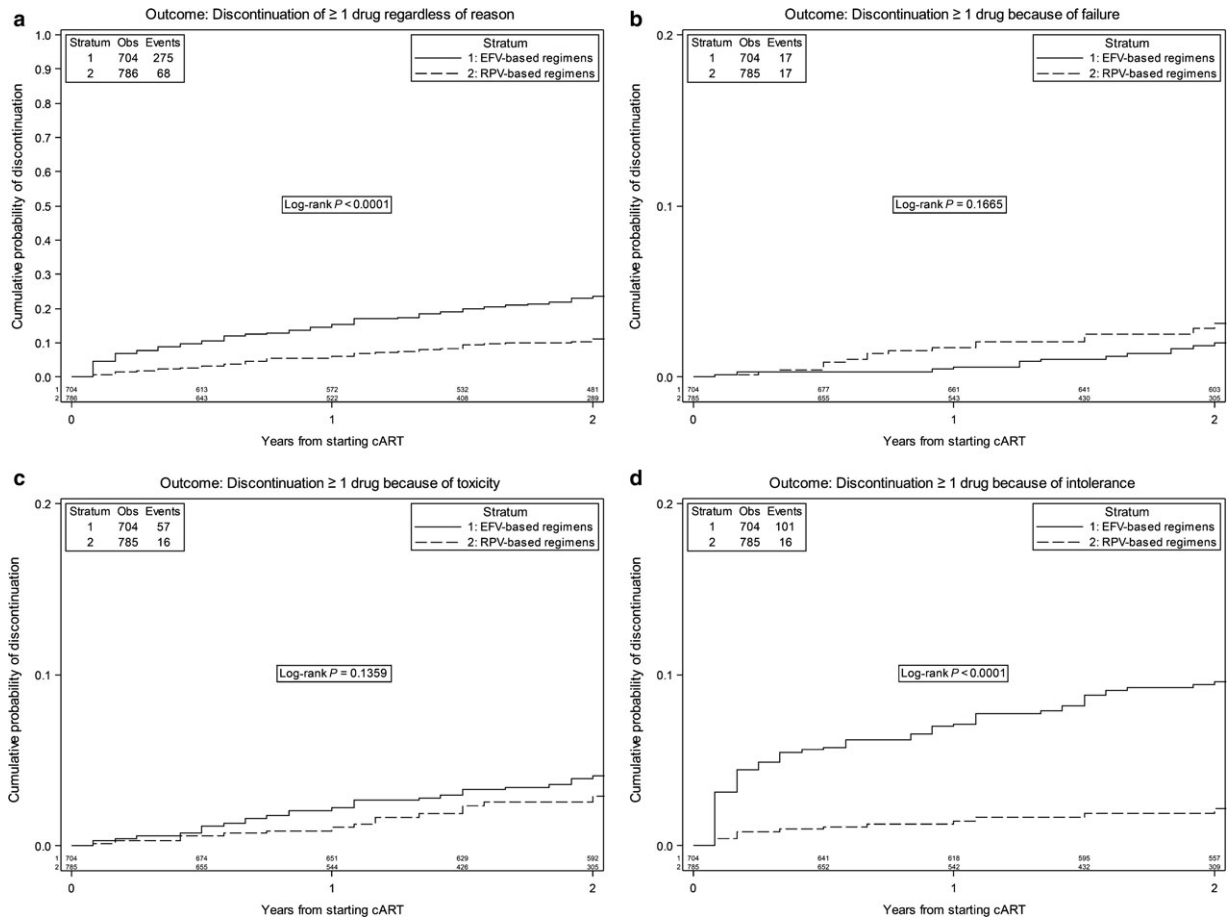 a
Outcome: Discontinuation of ≥ 1 drug regardless of reason
Stratum Obs Events
1 704 275
2 786 68
Stratum
1: EFV-based regimens
2: RPV-based regimens
Log-rank P < 0.0001
Cumulative probability of discontinuation
1.0
0.9
0.8
0.7
0.6
0.5
0.4
0.3
0.2
0.1
0.0
1 704 613 572 532 481
2 786 643 522 408 289
0 1 2
Years from starting cART
b
Outcome: Discontinuation ≥ 1 drug because of failure
Stratum Obs Events
1 704 17
2 785 17
Stratum
1: EFV-based regimens
2: RPV-based regimens
Log-rank P = 0.1665
Cumulative probability of discontinuation
0.2
0.1
0.0
1 704 677 661 641 603
2 785 655 543 430 305
0 1 2
Years from starting cART
c
Outcome: Discontinuation ≥ 1 drug because of toxicity
Stratum Obs Events
1 704 57
2 785 16
Stratum
1: EFV-based regimens
2: RPV-based regimens
Log-rank P = 0.1359
Cumulative probability of discontinuation
0.2
0.1
0.0
1 704 674 651 629 592
2 785 655 544 426 305
0 1 2
Years from starting cART
d
Outcome: Discontinuation ≥ 1 drug because of intolerance
Stratum Obs Events
1 704 101
2 785 16
Stratum
1: EFV-based regimens
2: RPV-based regimens
Log-rank P < 0.0001
Cumulative probability of discontinuation
0.2
0.1
0.0
1 704 641 618 595 557
2 785 652 542 432 309
0 1 2
Years from starting cART